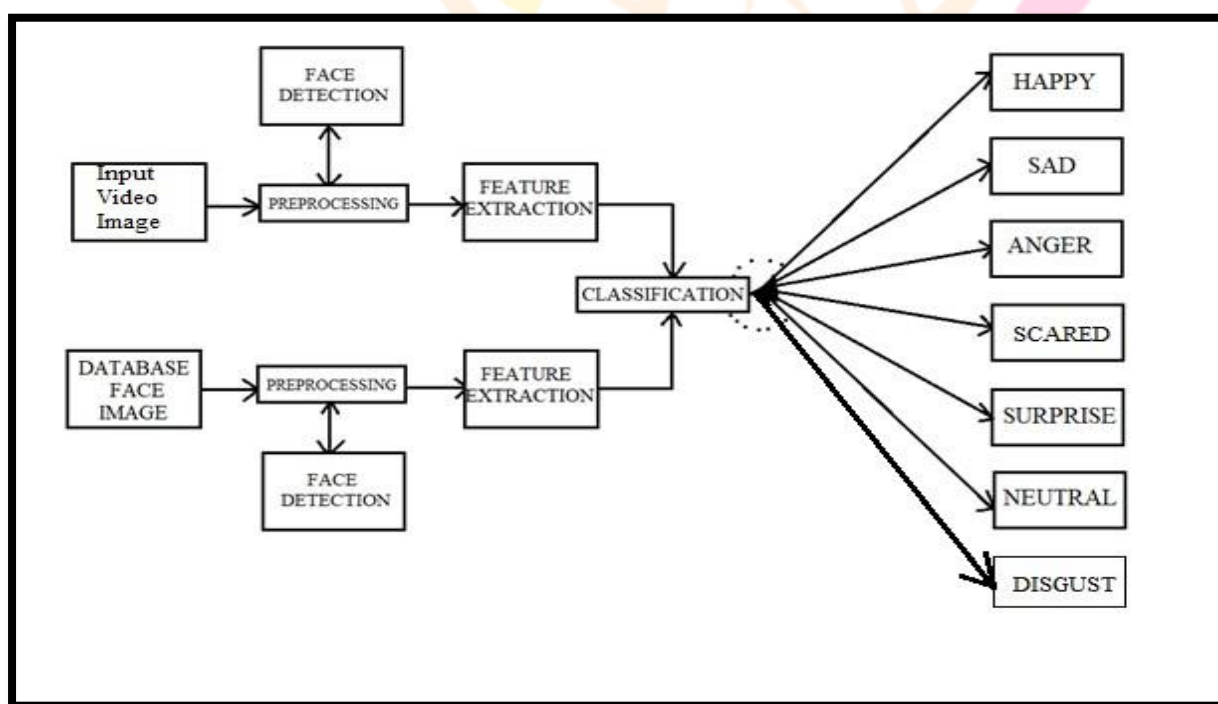 FACE
DETECTION
Input
Video
Image
PREPROCESSING
FEATURE
EXTRACTION
CLASSIFICATION
DATABASE
FACE
IMAGE
PREPROCESSING
FEATURE
EXTRACTION
FACE
DETECTION
HAPPY
SAD
ANGER
SCARED
SURPRISE
NEUTRAL
DISGUST